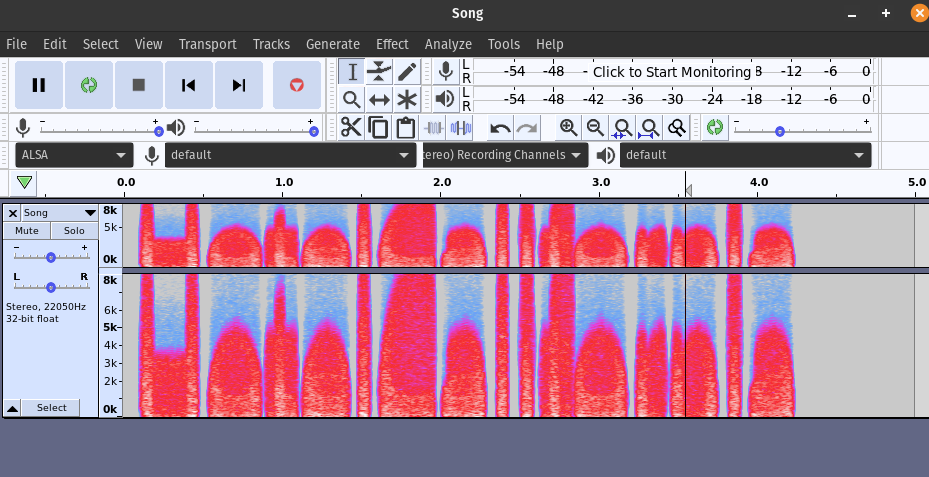 Song
File Edit Select View Transport Tracks Generate Effect Analyze Tools Help
L
R
-54 -48 - Click to Start Monitoring -12 -6 0
L
R
-54 -48 -42 -36 -30 -24 -18 -12 -6 0
- + - + - +
ALSA default tereo) Recording Channels default
0.0 1.0 2.0 3.0 4.0 5.0
Song
Mute Solo
- +
L R
Stereo, 22050Hz
32-bit float
Select
8k
5k
0k
8k
6k
5k
4k
3k
2k
0k